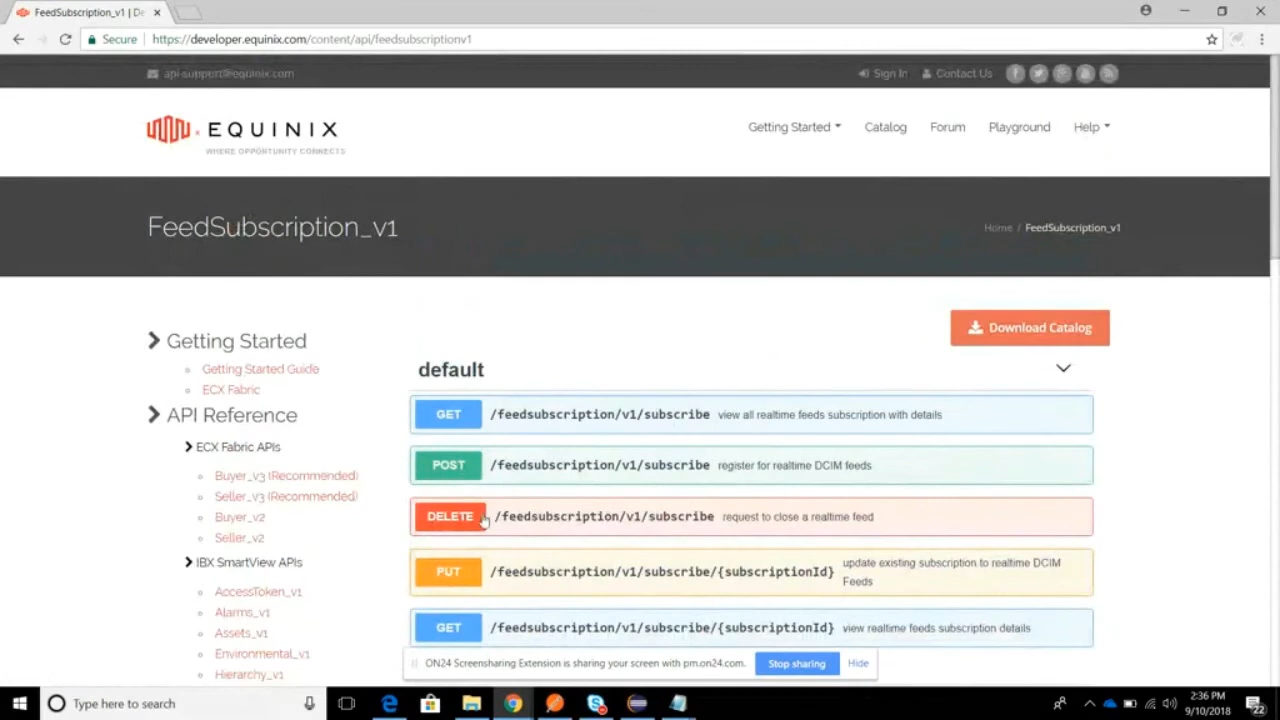 FeedSubscription_v1 | De
Secure
https://developer.equinix.com/content/api/feedsubscriptionv1
api-support@equinix.com
Sign In
Contact Us
EQUINIX
WHERE OPPORTUNITY CONNECTS
Getting Started
Catalog
Forum
Playground
Help
FeedSubscription_v1
Home / FeedSubscription_v1
Download Catalog
Getting Started
Getting Started Guide
ECX Fabric
API Reference
ECX Fabric APIs
Buyer_v3 (Recommended)
Seller_v3 (Recommended)
Buyer_v2
Seller_v2
IBX SmartView APIs
AccessToken_v1
Alarms_v1
Assets_v1
Environmental_v1
Hierarchy_v1
default
GET /feedsubscription/v1/subscribe view all realtime feeds subscription with details
POST /feedsubscription/v1/subscribe register for realtime DCIM feeds
DELETE /feedsubscription/v1/subscribe request to close a realtime feed
PUT /feedsubscription/v1/subscribe/{subscriptionId} update existing subscription to realtime DCIM
Feeds
GET /feedsubscription/v1/subscribe/{subscriptionId} view realtime feeds subscription details
ON24 Screensharing Extension is sharing your screen with pm.on24.com.
Stop sharing
Hide
Type here to search
2:36 PM
9/10/2018
22